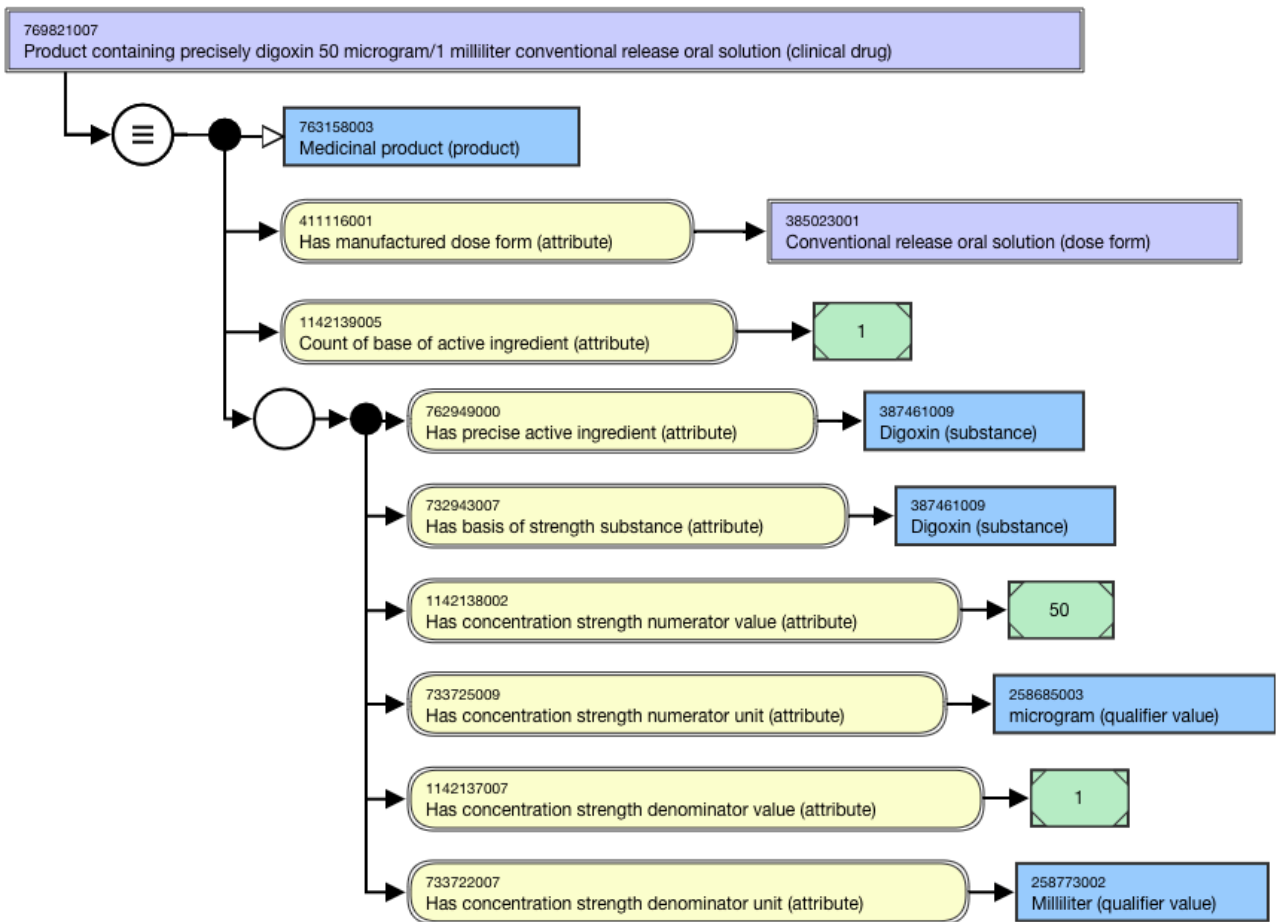 769821007
Product containing precisely digoxin 50 microgram/1 milliliter conventional release oral solution (clinical drug)
763158003
Medicinal product (product)
411116001
Has manufactured dose form (attribute)
385023001
Conventional release oral solution (dose form)
1142139005
Count of base of active ingredient (attribute)
1
762949000
Has precise active ingredient (attribute)
387461009
Digoxin (substance)
732943007
Has basis of strength substance (attribute)
387461009
Digoxin (substance)
1142138002
Has concentration strength numerator value (attribute)
50
733725009
Has concentration strength numerator unit (attribute)
258685003
microgram (qualifier value)
1142137007
Has concentration strength denominator value (attribute)
1
733722007
Has concentration strength denominator unit (attribute)
258773002
Milliliter (qualifier value)